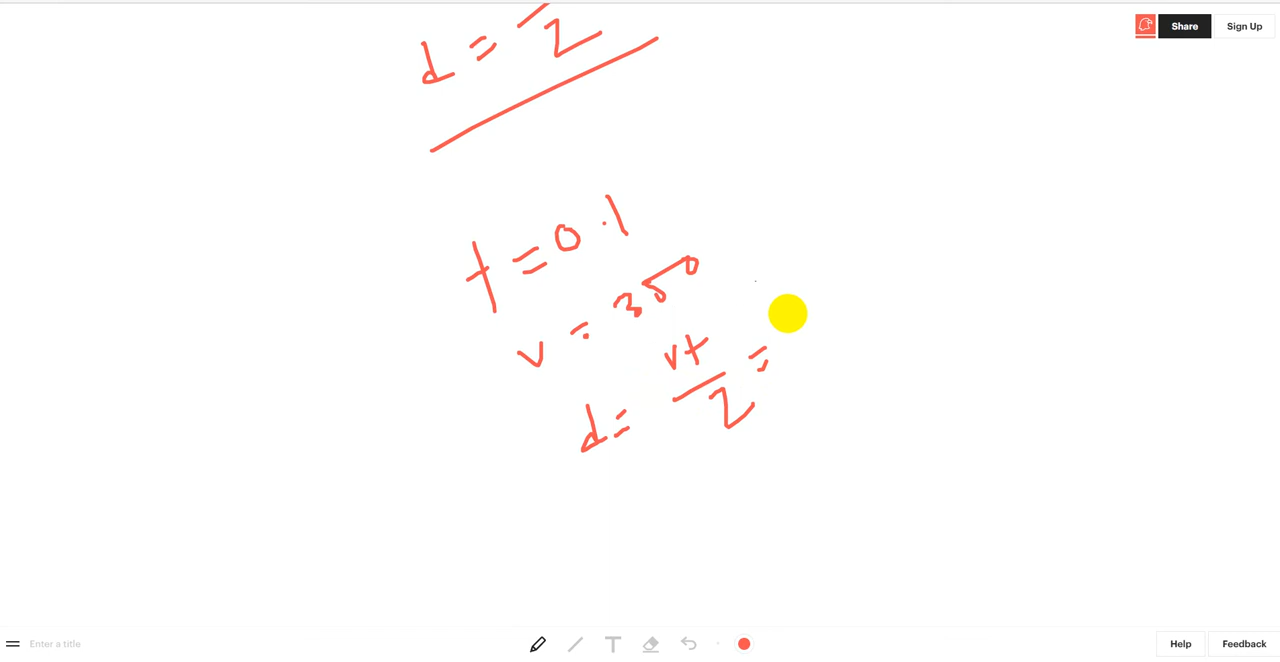 Share
Sign Up
d = 2
t = 0.1
v = 350
d = vt/2 =
Enter a title
T
Help
Feedback